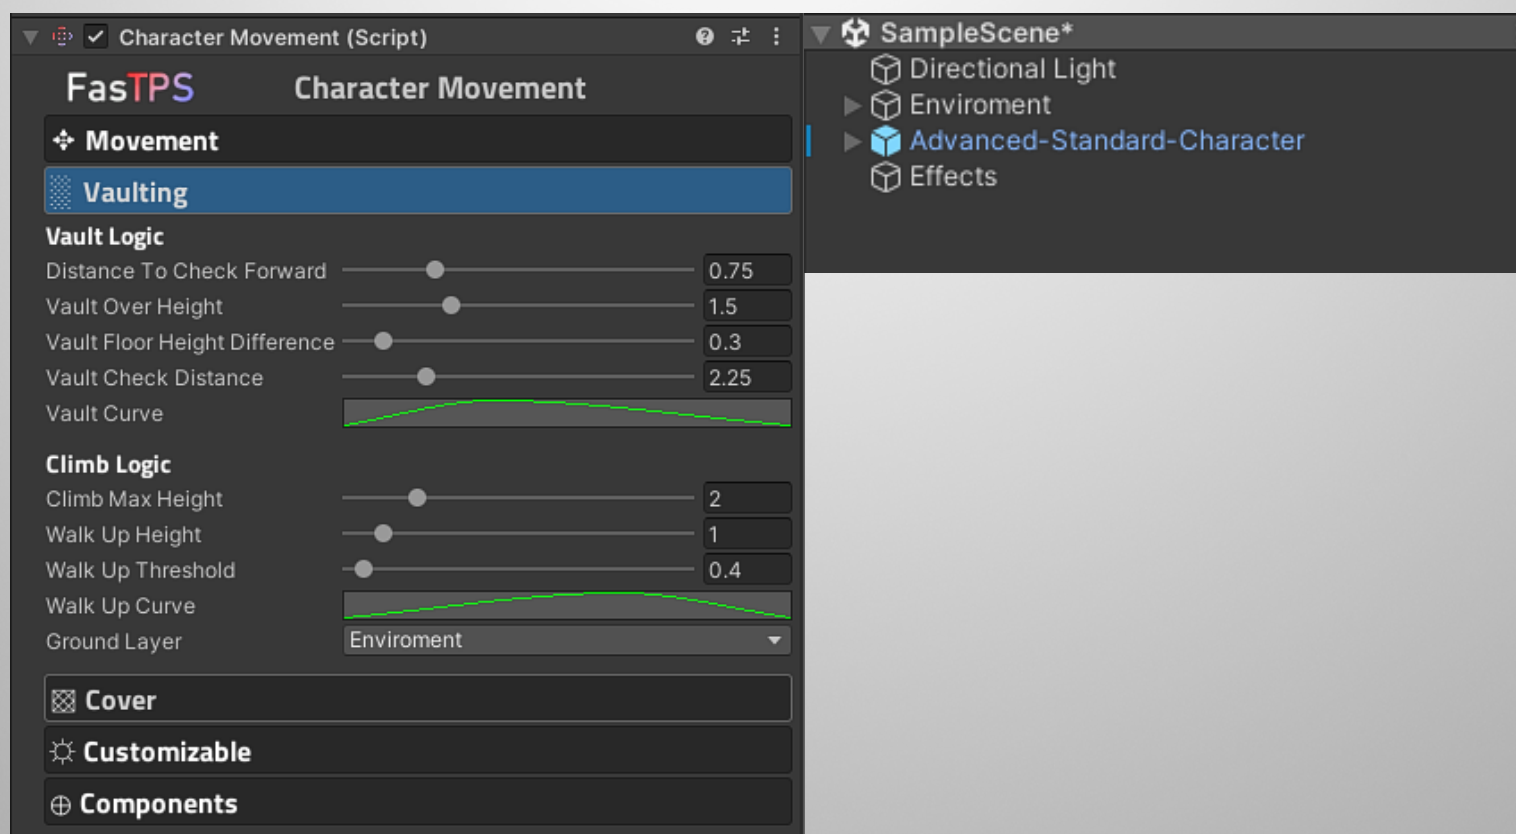 Character Movement (Script)
FasTPS
Character Movement
Movement
Vaulting
Vault Logic
Distance To Check Forward 0.75
Vault Over Height 1.5
Vault Floor Height Difference 0.3
Vault Check Distance 2.25
Vault Curve
Climb Logic
Climb Max Height 2
Walk Up Height 1
Walk Up Threshold 0.4
Walk Up Curve
Ground Layer Enviroment
Cover
Customizable
Components
SampleScene*
Directional Light
Enviroment
Advanced-Standard-Character
Effects